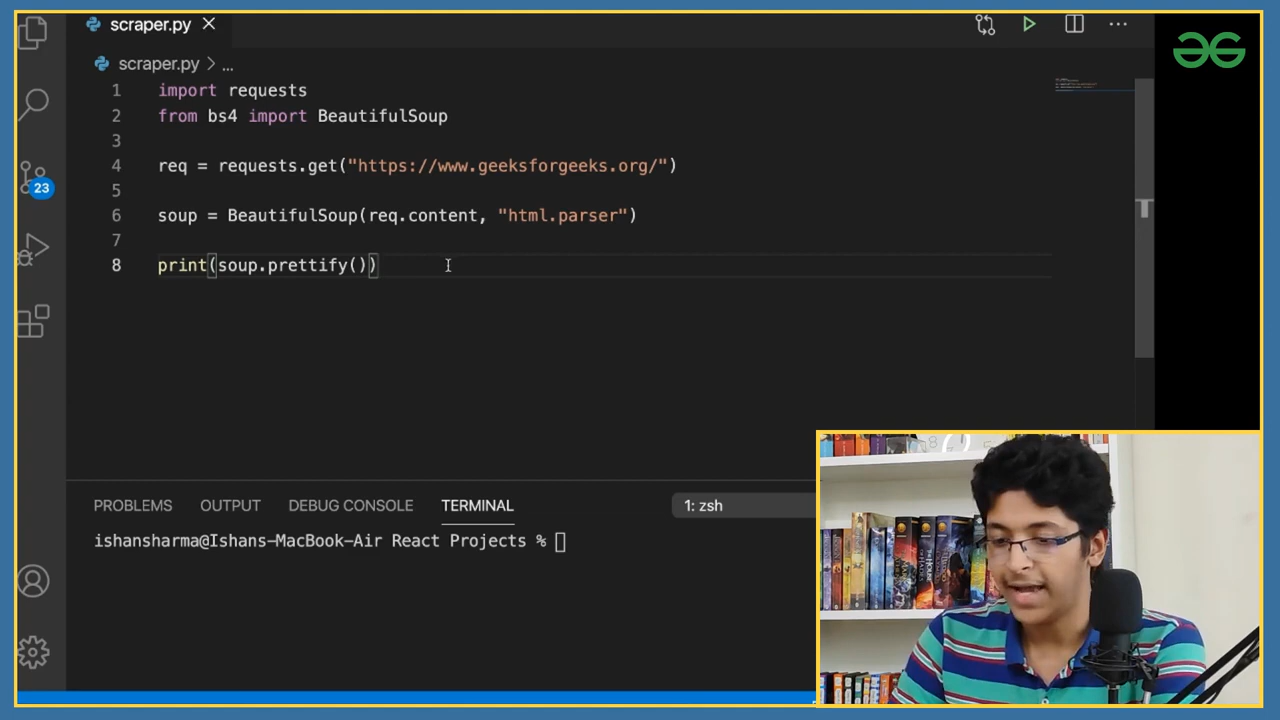 scraper.py
scraper.py > ...
1 import requests
2 from bs4 import BeautifulSoup
3
4 req = requests.get("https://www.geeksforgeeks.org/")
5
6 soup = BeautifulSoup(req.content, "html.parser")
7
8 print(soup.prettify())
23
PROBLEMS OUTPUT DEBUG CONSOLE TERMINAL 1: zsh
ishansharma@Ishans-MacBook-Air React Projects %